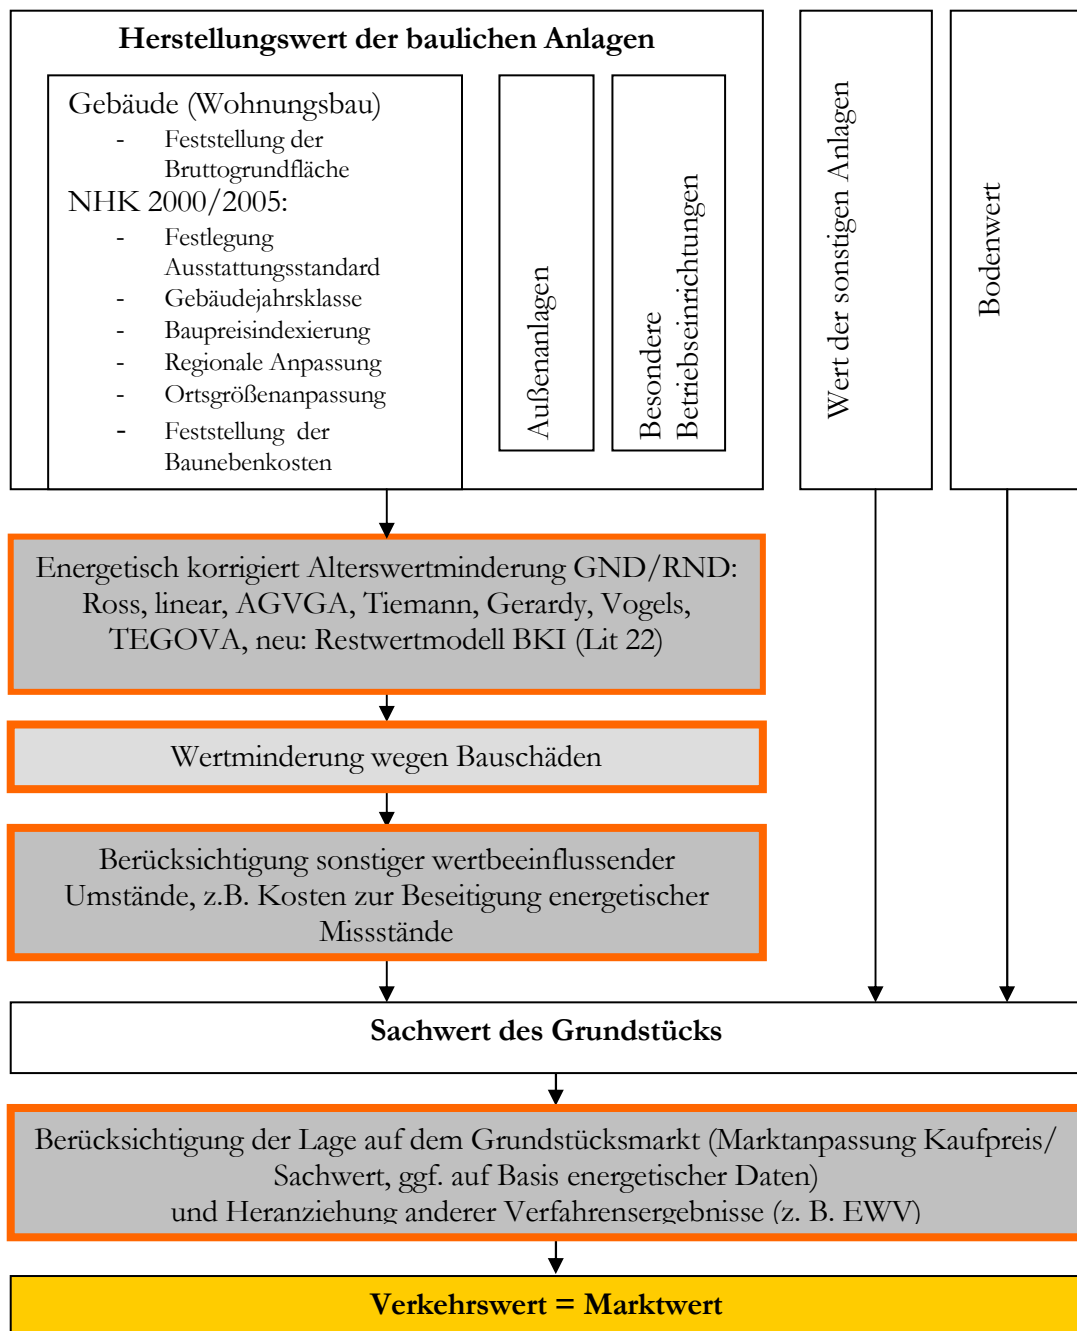 Herstellungswert der baulichen Anlagen
Gebäude (Wohnungsbau)
- Feststellung der
Bruttogrundfläche
NHK 2000/2005:
- Festlegung
Ausstattungsstandard
- Gebäudejahrsklasse
- Baupreisindexierung
- Regionale Anpassung
- Ortsgrößenanpassung
- Feststellung der
Baunebenkosten
Außenanlagen
Besondere
Betriebseinrichtungen
Wert der sonstigen Anlagen
Bodenwert
Energetisch korrigiert Alterswertminderung GND/RND:
Ross, linear, AGVGA, Tiemann, Gerardy, Vogels,
TEGOVA, neu: Restwertmodell BKI (Lit 22)
Wertminderung wegen Bauschäden
Berücksichtigung sonstiger wertbeeinflussender
Umstände, z.B. Kosten zur Beseitigung energetischer
Missstände
Sachwert des Grundstücks
Berücksichtigung der Lage auf dem Grundstücksmarkt (Marktanpassung Kaufpreis/
Sachwert, ggf. auf Basis energetischer Daten)
und Heranziehung anderer Verfahrensergebnisse (z. B. EWV)
Verkehrswert = Marktwert